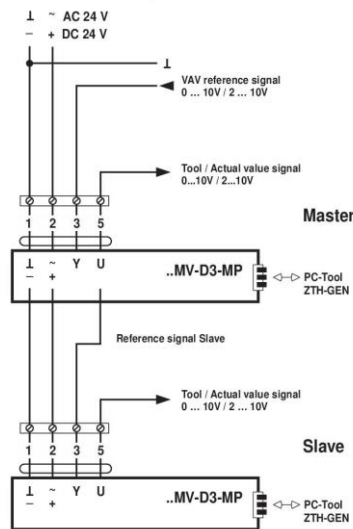 ⊥ ~ AC 24 V
– + DC 24 V
⊥
VAV reference signal
0 ... 10V / 2 ... 10V
Tool / Actual value signal
0...10V / 2...10V
Master
1 2 3 5
⊥ ~ Y U
– +
..MV-D3-MP
PC-Tool
ZTH-GEN
Reference signal Slave
Tool / Actual value signal
0 ... 10V / 2 ... 10V
Slave
1 2 3 5
⊥ ~ Y U
– +
..MV-D3-MP
PC-Tool
ZTH-GEN